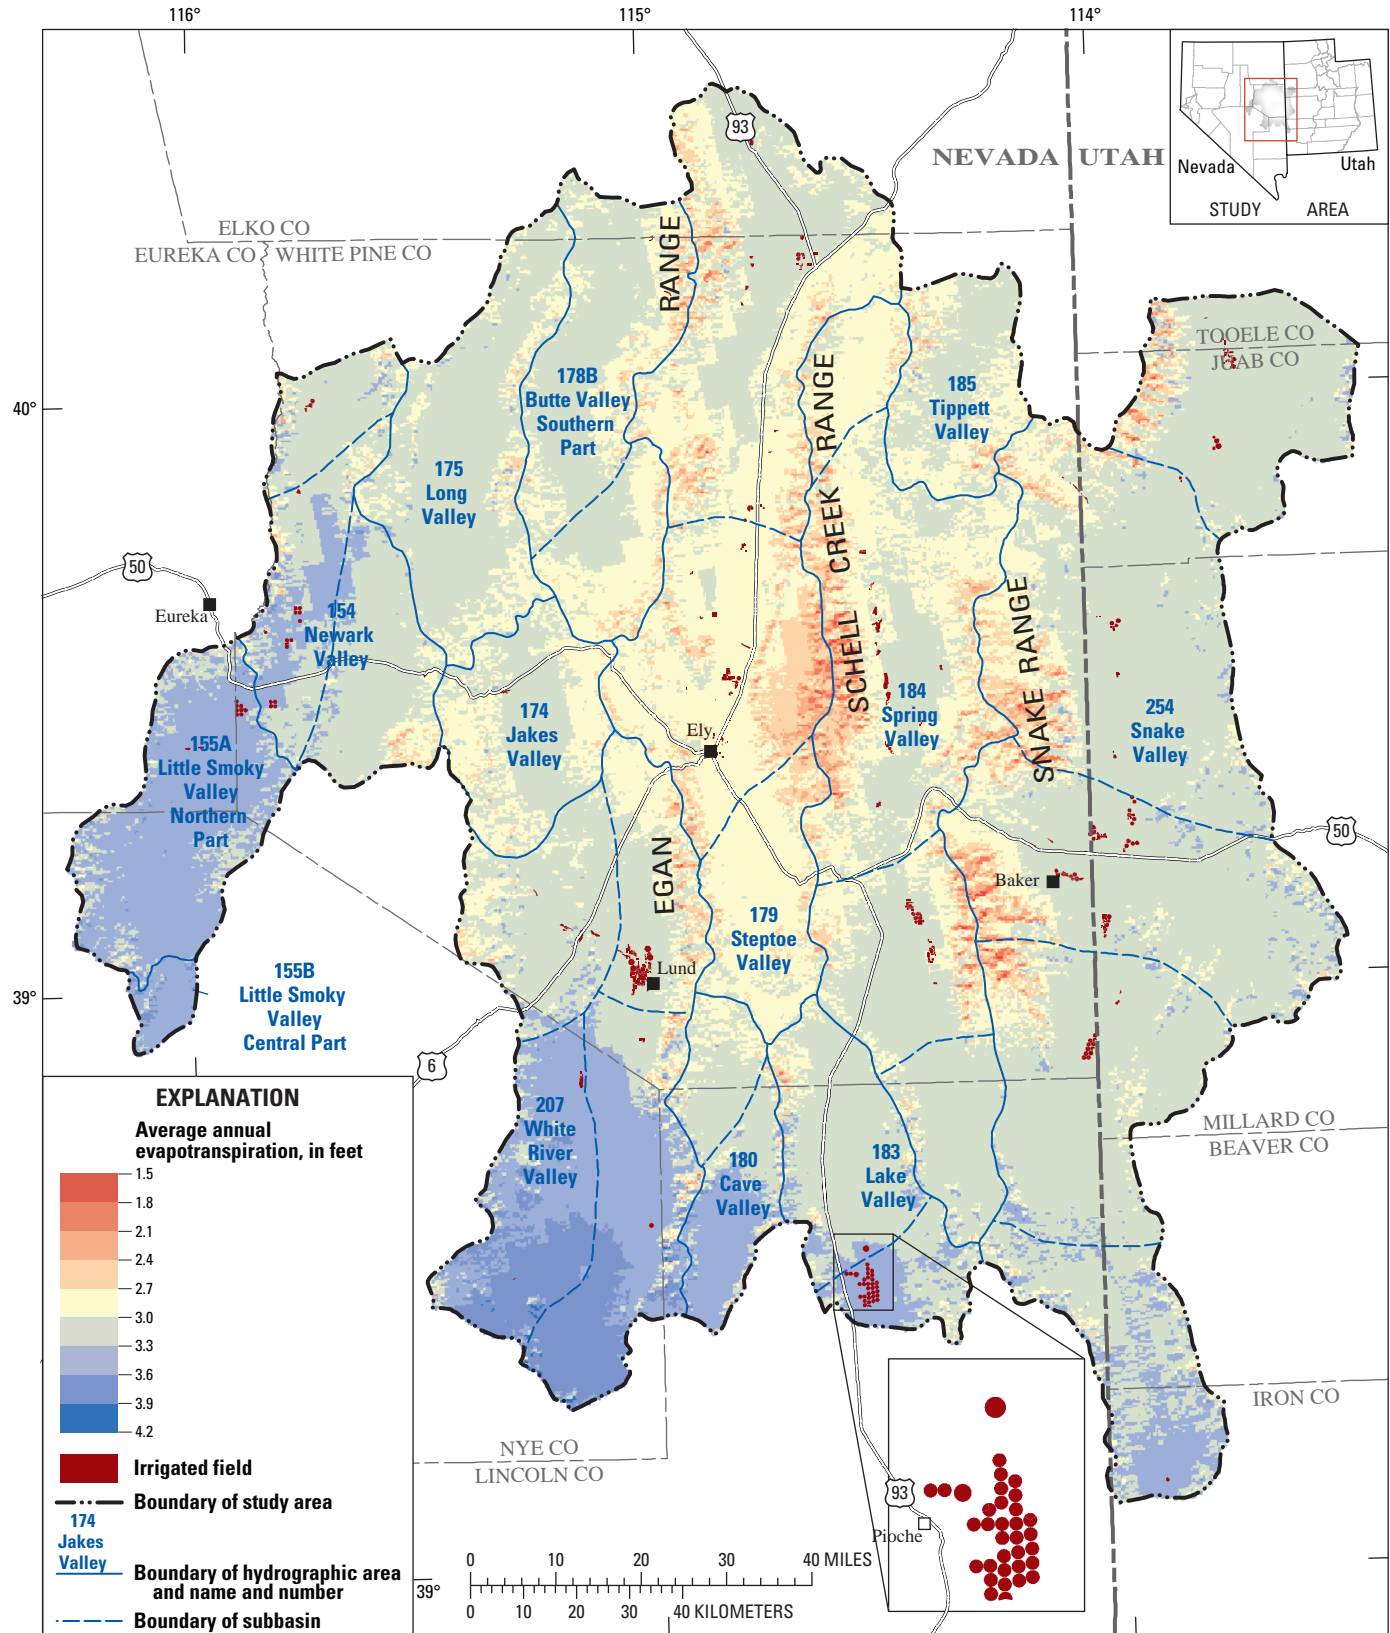 116°
115°
114°
93
NEVADA
UTAH
Nevada
Utah
STUDY AREA
ELKO CO
EUREKA CO
WHITE PINE CO
RANGE
TOOELE CO
JUAB CO
40°
178B
Butte Valley
Southern
Part
185
Tippett
Valley
SCHELL CREEK RANGE
175
Long
Valley
50
Eureka
154
Newark
Valley
SNAKE RANGE
174
Jakes
Valley
Ely
184
Spring
Valley
254
Snake
Valley
155A
Little Smoky
Valley
Northern
Part
50
EGAN
Baker
179
Steptoe
Valley
Lund
39°
155B
Little Smoky
Valley
Central Part
6
207
White
River
Valley
180
Cave
Valley
183
Lake
Valley
MILLARD CO
BEAVER CO
EXPLANATION
Average annual
evapotranspiration, in feet
1.5
1.8
2.1
2.4
2.7
3.0
3.3
3.6
3.9
4.2
Irrigated field
Boundary of study area
174
Jakes
Valley
Boundary of hydrographic area
and name and number
Boundary of subbasin
IRON CO
NYE CO
LINCOLN CO
93
Pioche
39°
0 10 20 30 40 MILES
0 10 20 30 40 KILOMETERS